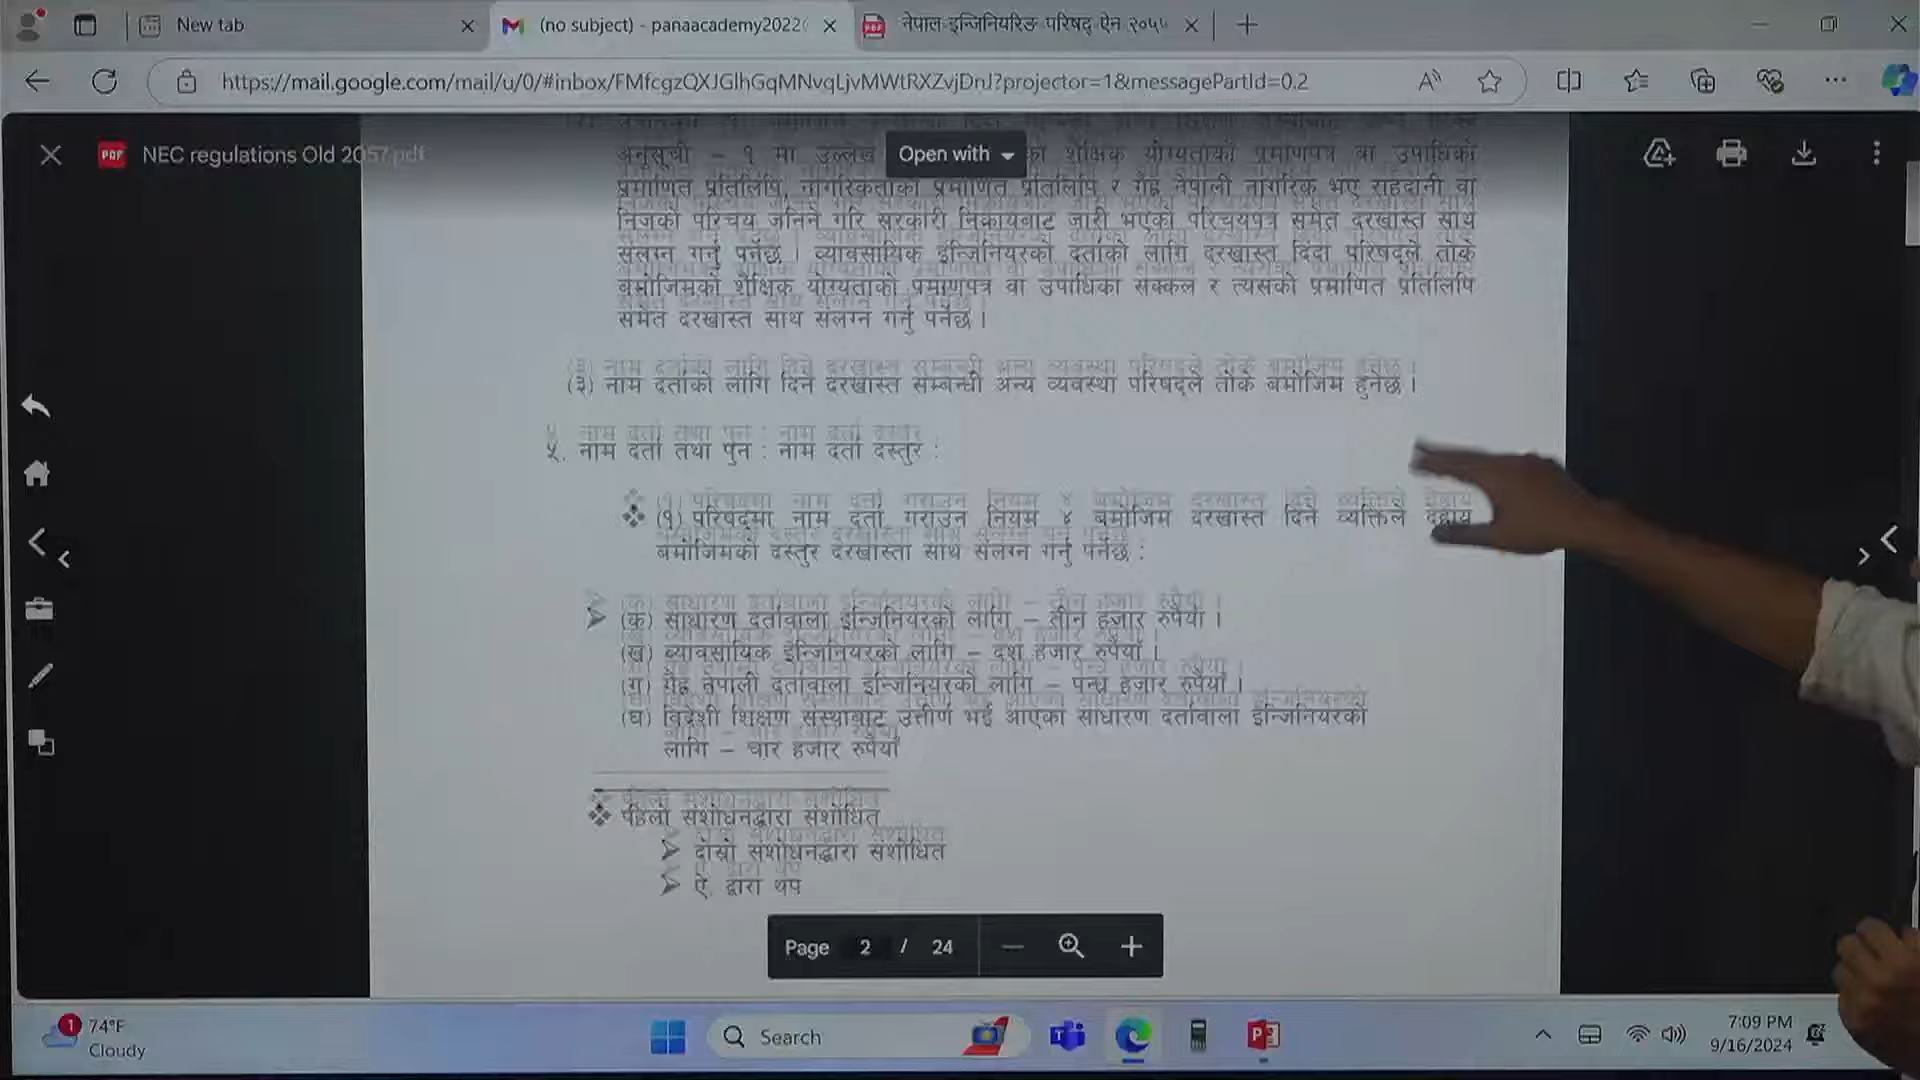 New tab
(no subject) - panaacademy2022
नेपाल इन्जिनियरिङ परिषद् ऐन २०५५
https://mail.google.com/mail/u/0/#inbox/FMfcgzQXJGlhGqMNvqLjvMWtRXZvjDnJ?projector=1&messagePartId=0.2
PDF NEC regulations Old 2057.pdf
Open with
अनुसूची – १ मा उल्लेख को शैक्षिक योग्यताको प्रमाणपत्र वा उपाधिको
प्रमाणित प्रतिलिपि, नागरिकताको प्रमाणित प्रतिलिपि र गैह्र नेपाली नागरिक भए राहदानी वा
निजको परिचय जनिने गरि सरकारी निकायबाट जारी भएको परिचयपत्र समेत दरखास्त साथ
संलग्न गर्नु पर्नेछ । व्यावसायिक इन्जिनियरको दर्ताको लागि दरखास्त दिंदा परिषद्ले तोके
बमोजिमको शैक्षिक योग्यताको प्रमाणपत्र वा उपाधिका सक्कल र त्यसको प्रमाणित प्रतिलिपि
समेत दरखास्त साथ संलग्न गर्नु पर्नेछ ।
(३) नाम दर्ताको लागि दिने दरखास्त सम्बन्धी अन्य व्यवस्था परिषद्ले तोके बमोजिम हुनेछ ।
५. नाम दर्ता तथा पुन : नाम दर्ता दस्तुर :
❖ (१) परिषद्मा नाम दर्ता गराउन नियम ४ बमोजिम दरखास्त दिने व्यक्तिले देहाय
बमोजिमको दस्तुर दरखास्ता साथ संलग्न गर्नु पर्नेछ :
➢ (क) साधारण दर्तावाला इन्जिनियरको लागि – तीन हजार रुपैयाँ ।
(ख) व्यावसायिक इन्जिनियरको लागि – दश हजार रुपैयाँ ।
(ग) गैह्र नेपाली दर्तावाला इन्जिनियरको लागि – पन्ध्र हजार रुपैयाँ ।
(घ) विदेशी शिक्षण संस्थाबाट उत्तीर्ण भई आएका साधारण दर्तावाला इन्जिनियरको
लागि – चार हजार रुपैयाँ
❖ पहिलो संशोधनद्वारा संशोधित
➢ दोस्रो संशोधनद्वारा संशोधित
➢ ऐ. द्वारा थप
Page 2 / 24
1 74°F
Cloudy
Search
7:09 PM
9/16/2024